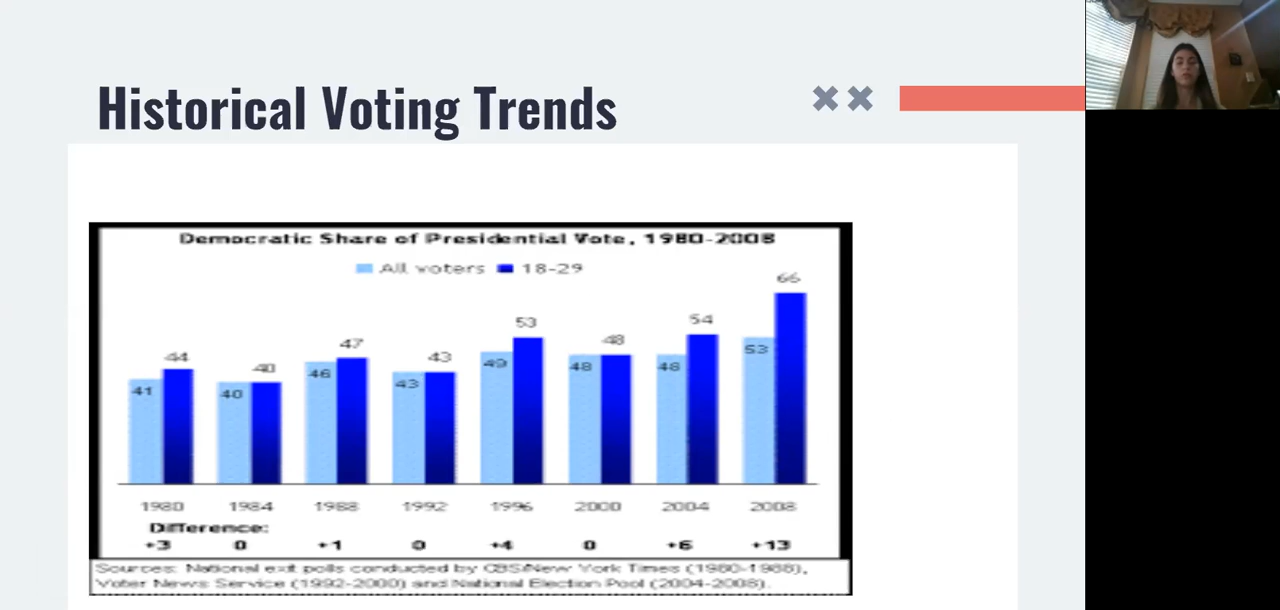 Historical Voting Trends
Democratic Share of Presidential Vote, 1980-2008
All voters 18-29
41 44 40 40 46 47 43 43 49 53 48 48 48 54 53 66
1980 1984 1988 1992 1996 2000 2004 2008
Difference:
+3 0 +1 0 +4 0 +6 +13
Sources: National exit polls conducted by CBS/New York Times (1980-1988),
Voter News Service (1992-2000) and National Election Pool (2004-2008).